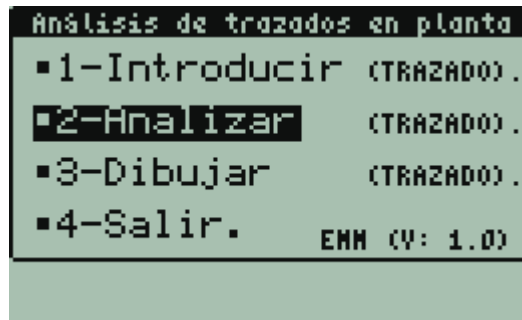 Análisis de trazados en planta
▪1-Introducir (TRAZADO).
▪2-Analizar (TRAZADO).
▪3-Dibujar (TRAZADO).
▪4-Salir. EMM (V: 1.0)